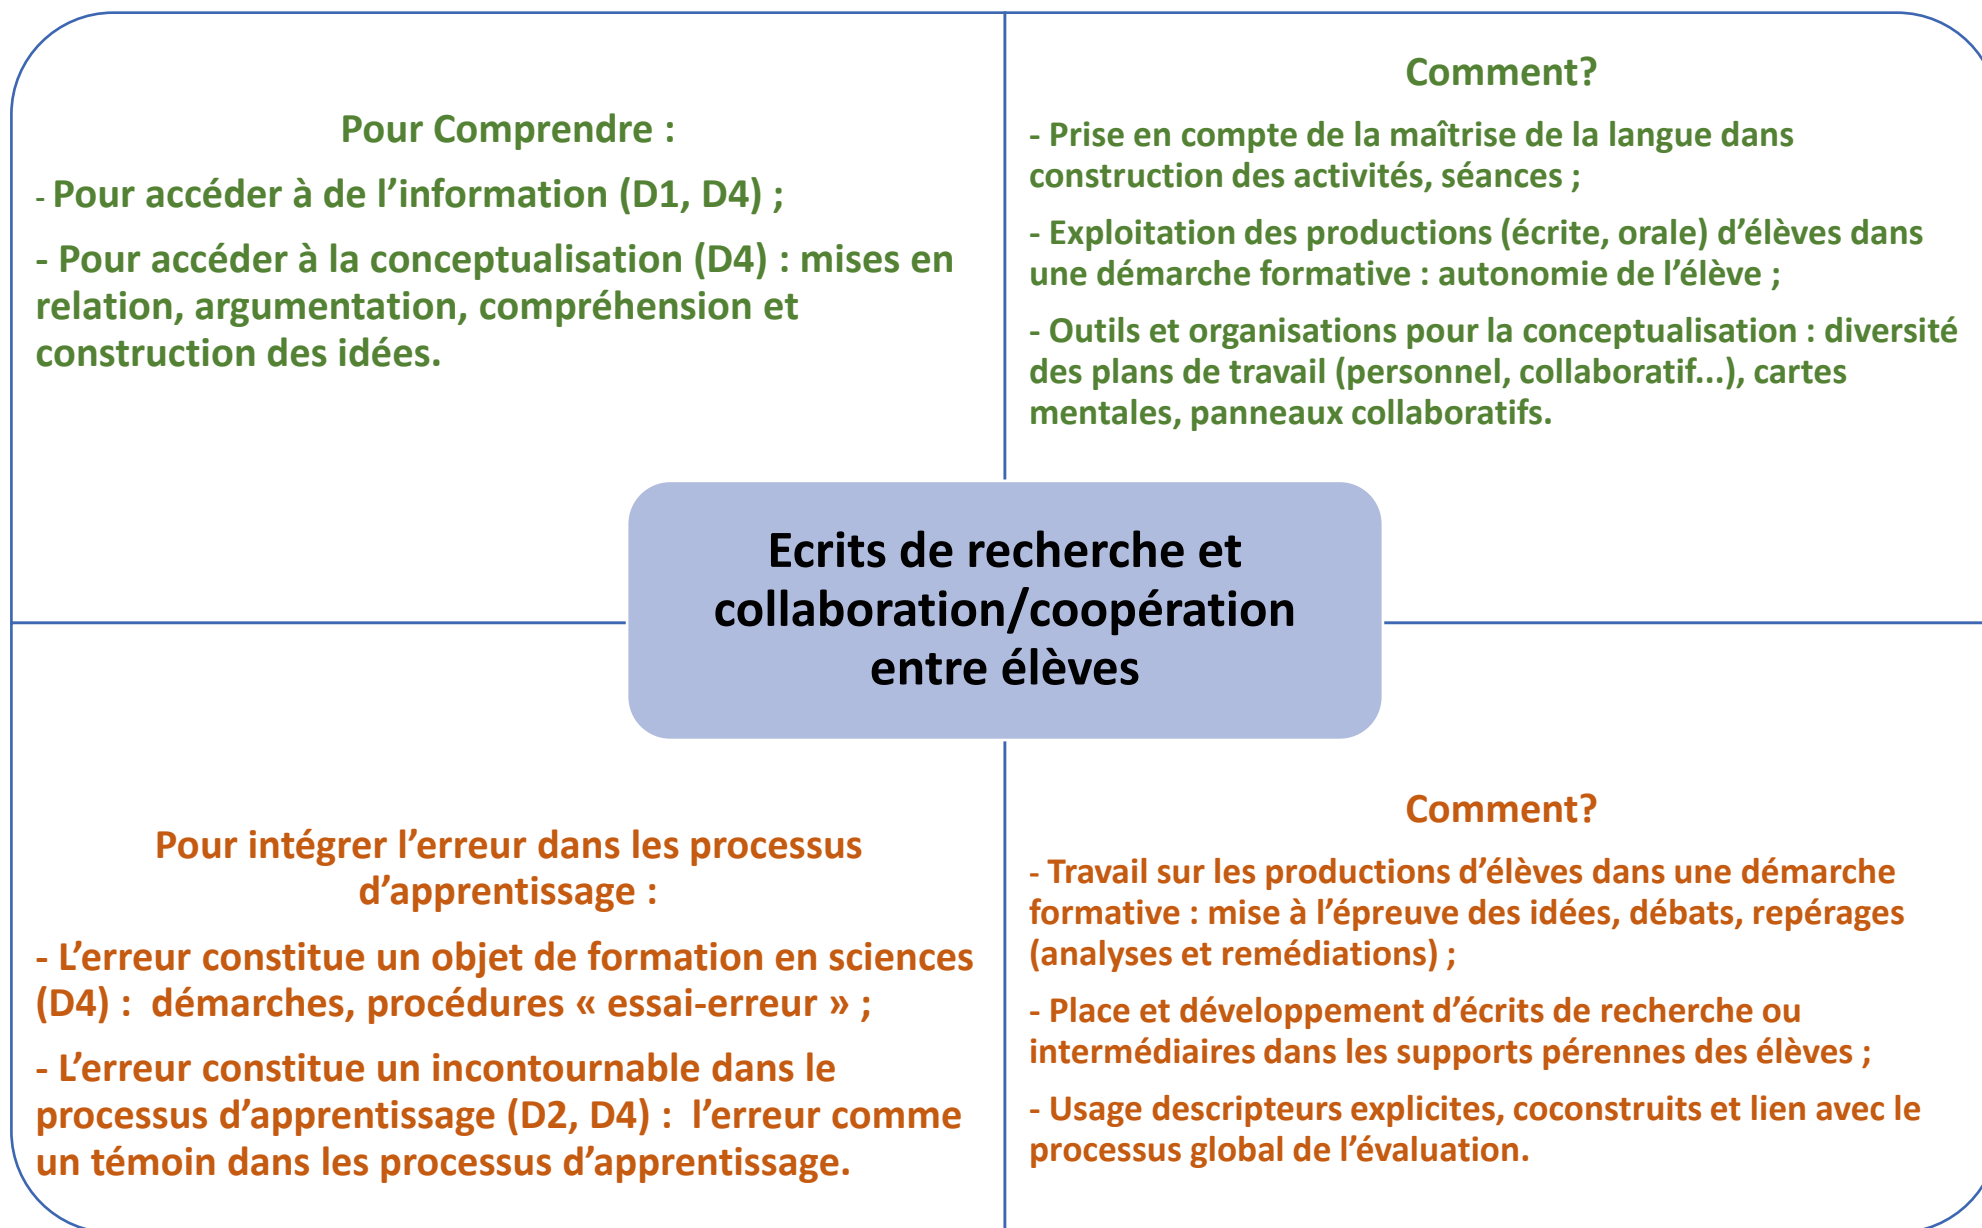 Pour Comprendre :
- Pour accéder à de l’information (D1, D4) ;
- Pour accéder à la conceptualisation (D4) : mises en
relation, argumentation, compréhension et
construction des idées.
Comment?
- Prise en compte de la maîtrise de la langue dans
construction des activités, séances ;
- Exploitation des productions (écrite, orale) d’élèves dans
une démarche formative : autonomie de l’élève ;
- Outils et organisations pour la conceptualisation : diversité
des plans de travail (personnel, collaboratif...), cartes
mentales, panneaux collaboratifs.
Ecrits de recherche et
collaboration/coopération
entre élèves
Pour intégrer l’erreur dans les processus
d’apprentissage :
- L’erreur constitue un objet de formation en sciences
(D4) :  démarches, procédures « essai-erreur » ;
- L’erreur constitue un incontournable dans le
processus d’apprentissage (D2, D4) :  l’erreur comme
un témoin dans les processus d’apprentissage.
Comment?
- Travail sur les productions d’élèves dans une démarche
formative : mise à l’épreuve des idées, débats, repérages
(analyses et remédiations) ;
- Place et développement d’écrits de recherche ou
intermédiaires dans les supports pérennes des élèves ;
- Usage descripteurs explicites, coconstruits et lien avec le
processus global de l’évaluation.